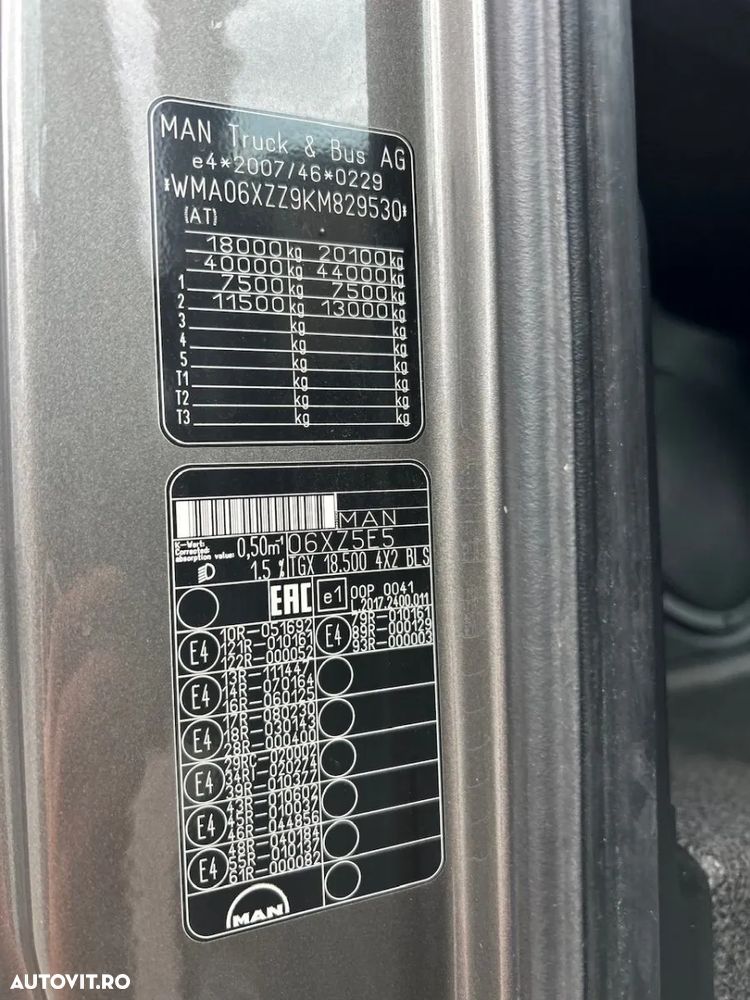 MAN Truck & Bus AG
e4*2007/46*0229
*WMA06XZZ9KM829530*
(AT)
18000 kg 20100 kg
40000 kg 44000 kg
1 7500 kg 7500 kg
2 11500 kg 13000 kg
3 kg kg
4 kg kg
5 kg kg
T1 kg kg
T2 kg kg
T3 kg kg
MAN
K-Wert:
Corrected
absorption value: 0,50m⁻¹ 06XZ5E5
1.5 % TGX 18.500 4X2 BLS
EAC e1 00P 0041
2017.2400.011
E4
10R-051692
121R-010161
122R-000052
E4
13R-111447
14R-070164
16R-060125
E4
17R-080230
18R-030143
28R-000400
E4
34RI-02
39R-010377
E4
43R-010602
45R-010037
46R-044856
E4
48R-040184
55R-010137
61R-000082
E4
79R-010161
89R-000129
93R-000003
MAN
AUTOVIT.RO